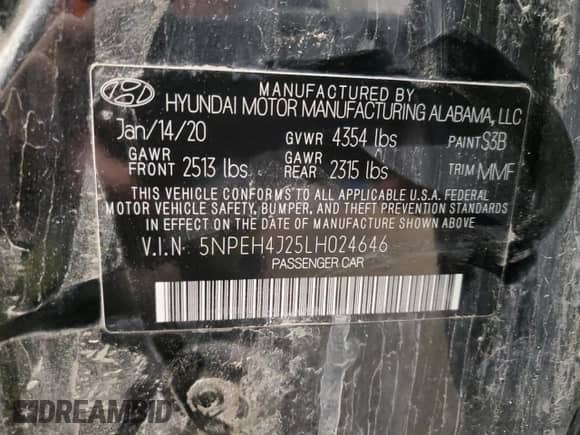 MANUFACTURED BY
HYUNDAI MOTOR MANUFACTURING ALABAMA, LLC
Jan/14/20 GVWR 4354 lbs PAINT S3B
GAWR FRONT 2513 lbs GAWR REAR 2315 lbs TRIM MMF
THIS VEHICLE CONFORMS TO ALL APPLICABLE U.S.A. FEDERAL
MOTOR VEHICLE SAFETY, BUMPER, AND THEFT PREVENTION STANDARDS
IN EFFECT ON THE DATE OF MANUFACTURE SHOWN ABOVE
V.I.N 5NPEH4J25LH024646
PASSENGER CAR
DREAMBID